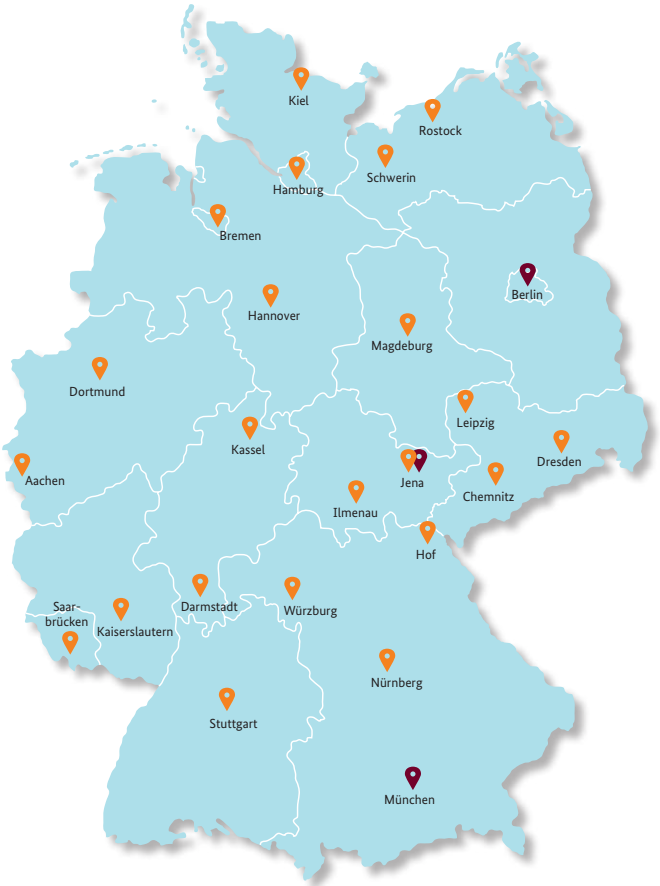 Kiel
Rostock
Schwerin
Hamburg
Bremen
Berlin
Hannover
Magdeburg
Dortmund
Leipzig
Kassel
Dresden
Aachen
Jena
Chemnitz
Ilmenau
Hof
Saar-
brücken
Darmstadt
Würzburg
Kaiserslautern
Nürnberg
Stuttgart
München